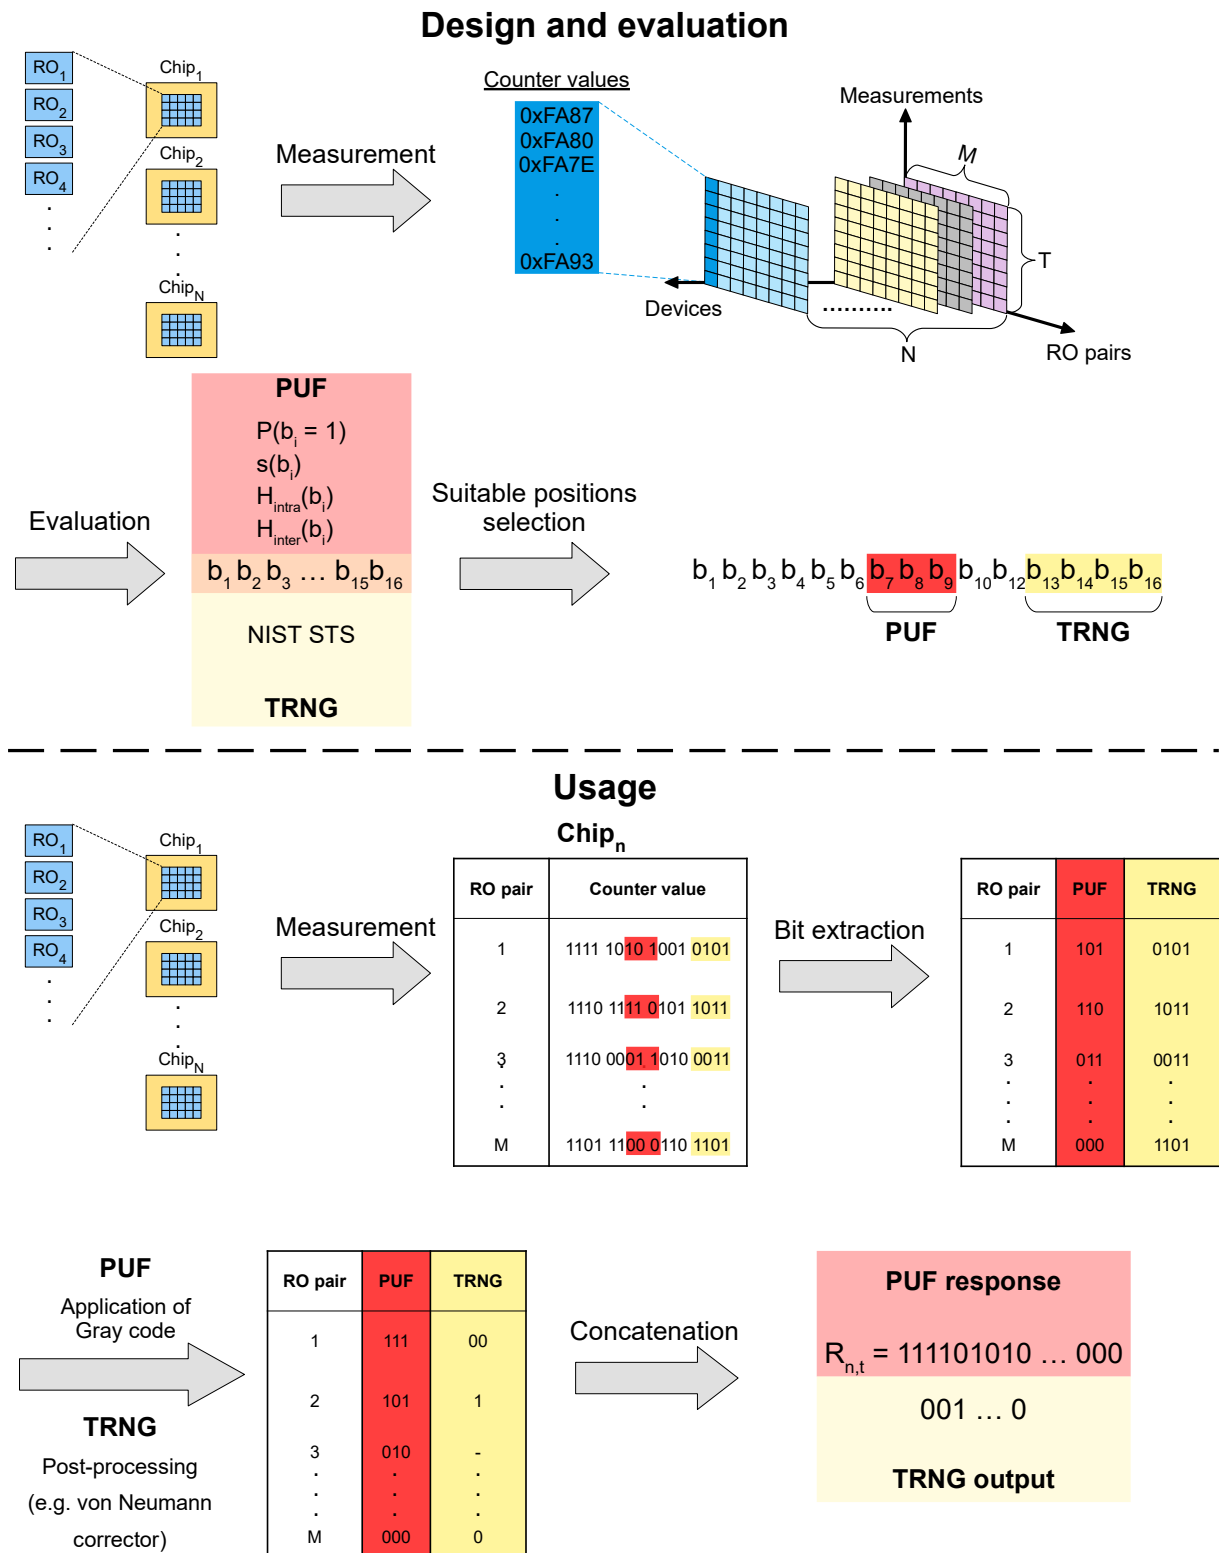 Design and evaluation
RO1
RO2
RO3
RO4
.
.
.
Chip1
Chip2
.
.
.
ChipN
Measurement
Counter values
0xFA87
0xFA80
0xFA7E
.
.
.
0xFA93
Measurements
M
T
Devices
..........
N
RO pairs
Evaluation
PUF
P(bi = 1)
s(bi)
Hintra(bi)
Hinter(bi)
b1 b2 b3 … b15 b16
NIST STS
TRNG
Suitable positions
selection
b1 b2 b3 b4 b5 b6 b7 b8 b9 b10 b12 b13 b14 b15 b16
PUF TRNG
Usage
RO1
RO2
RO3
RO4
.
.
.
Chip1
Chip2
.
.
.
ChipN
Measurement
Chipn
RO pair Counter value
1 1111 1010 1001 0101
2 1110 1111 0101 1011
3 1110 0001 1010 0011
. .
. .
. .
M 1101 1100 0110 1101
Bit extraction
RO pair PUF TRNG
1 101 0101
2 110 1011
3 011 0011
. . .
. . .
. . .
M 000 1101
PUF
Application of
Gray code
TRNG
Post-processing
(e.g. von Neumann
corrector)
RO pair PUF TRNG
1 111 00
2 101 1
3 010 -
. . .
. . .
. . .
M 000 0
Concatenation
PUF response
Rn,t = 111101010 … 000
001 … 0
TRNG output